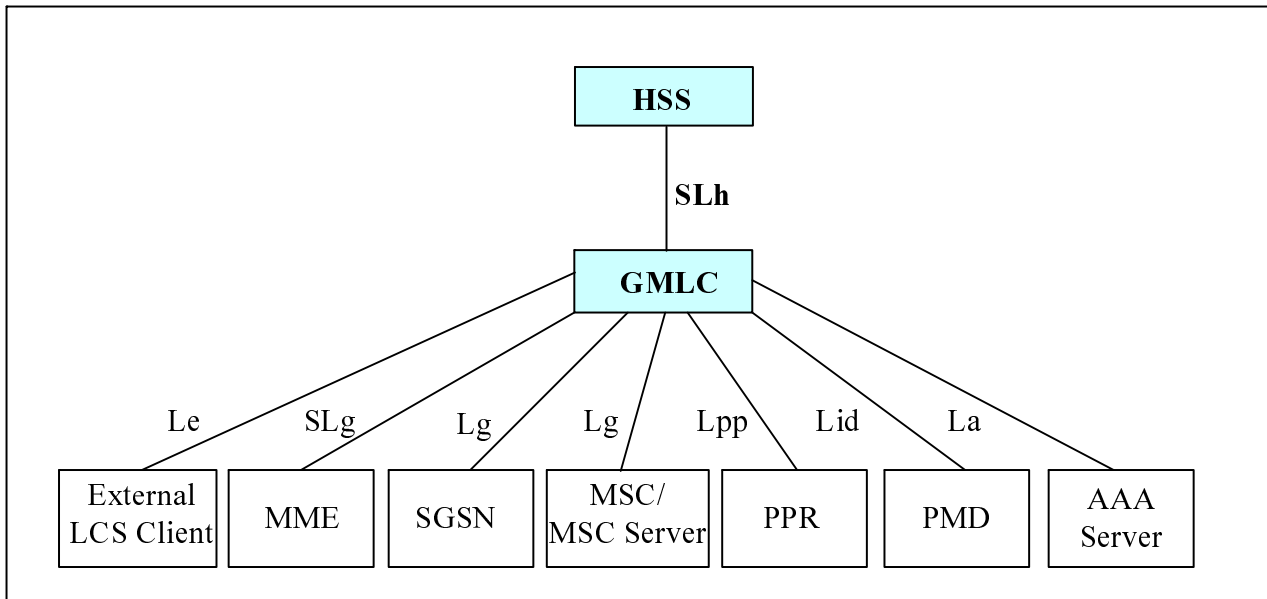 HSS
SLh
GMLC
Le
SLg
Lg
Lg
Lpp
Lid
La
External
LCS Client
MME
SGSN
MSC/
MSC Server
PPR
PMD
AAA
Server